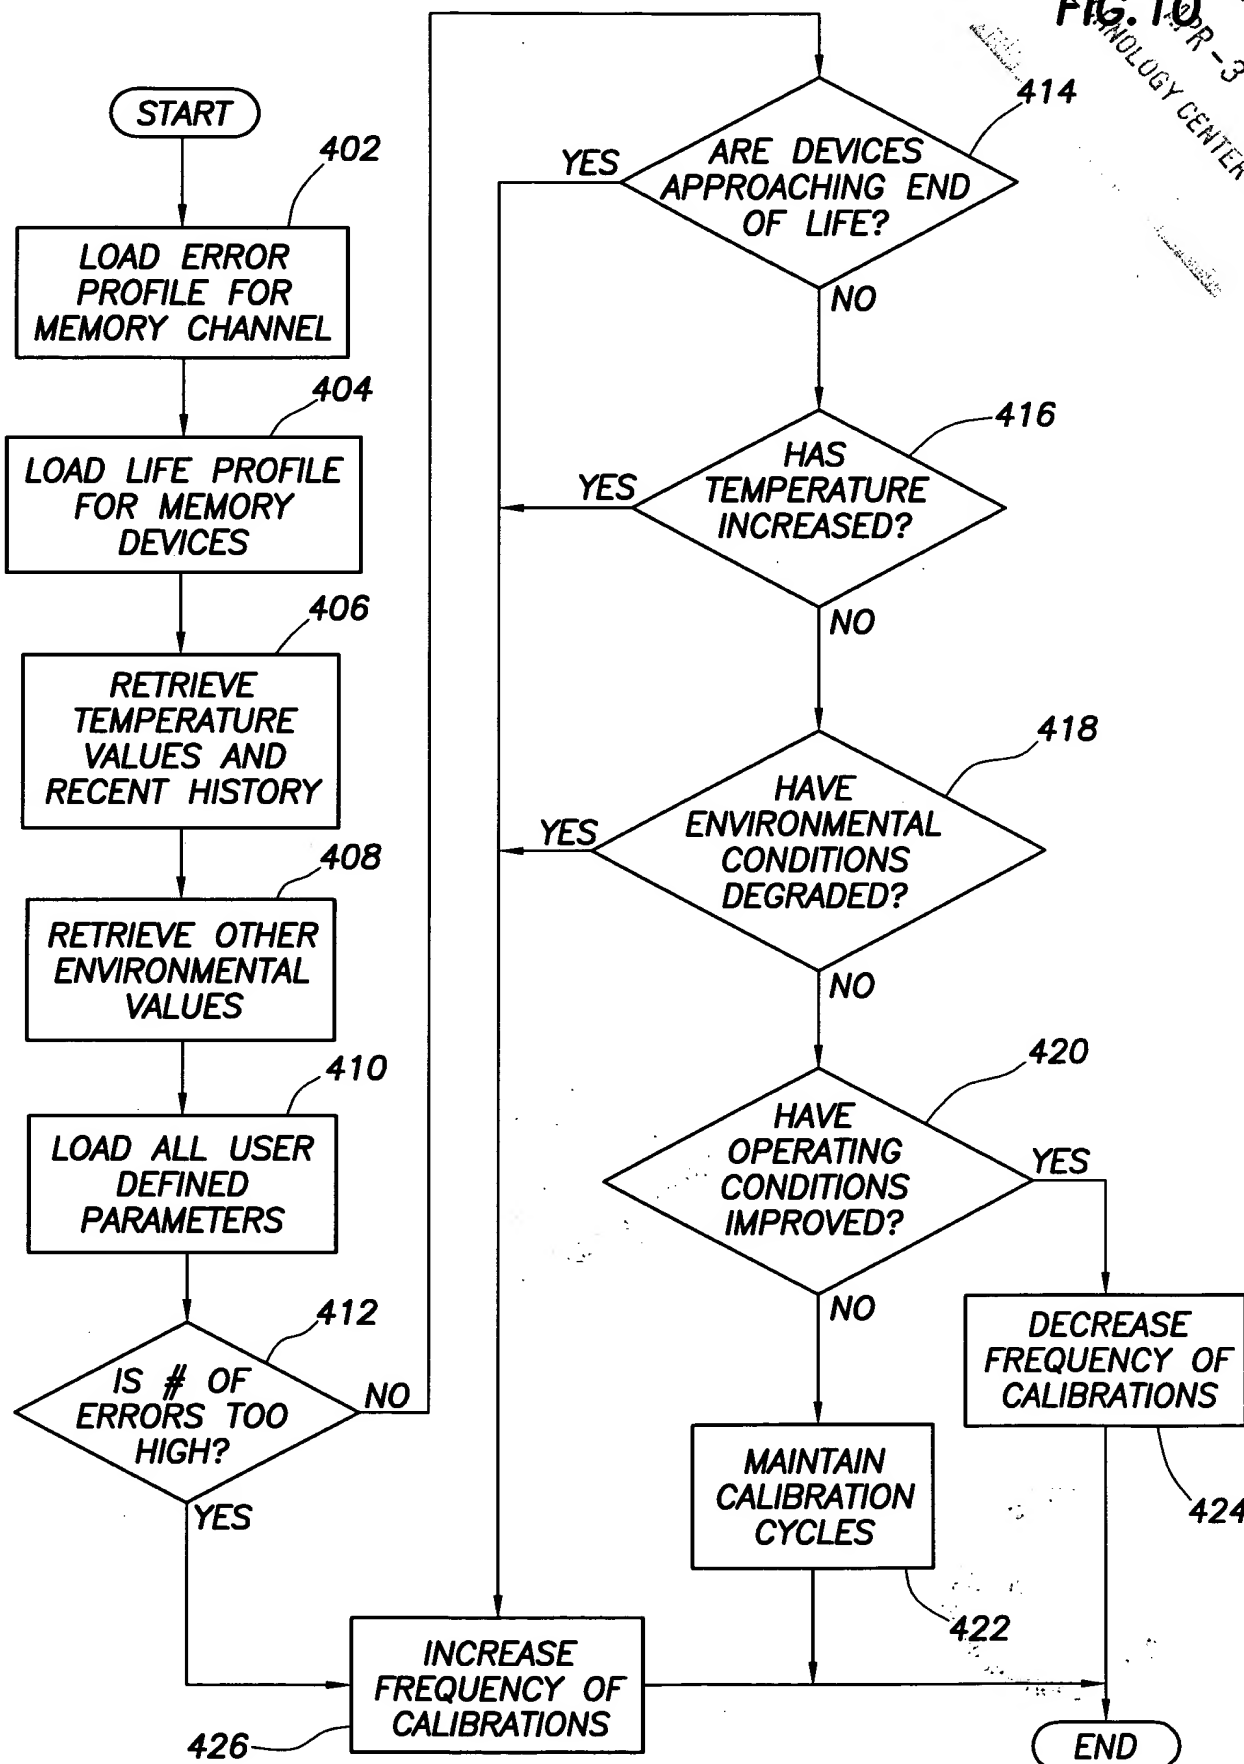 FIG. 10
APR - 3
TECHNOLOGY CENTER
START
402
LOAD ERROR
PROFILE FOR
MEMORY CHANNEL
404
LOAD LIFE PROFILE
FOR MEMORY
DEVICES
406
RETRIEVE
TEMPERATURE
VALUES AND
RECENT HISTORY
408
RETRIEVE OTHER
ENVIRONMENTAL
VALUES
410
LOAD ALL USER
DEFINED
PARAMETERS
412
IS # OF
ERRORS TOO
HIGH?
NO
YES
414
ARE DEVICES
APPROACHING END
OF LIFE?
YES
NO
416
HAS
TEMPERATURE
INCREASED?
YES
NO
418
HAVE
ENVIRONMENTAL
CONDITIONS
DEGRADED?
YES
NO
420
HAVE
OPERATING
CONDITIONS
IMPROVED?
YES
NO
DECREASE
FREQUENCY OF
CALIBRATIONS
424
MAINTAIN
CALIBRATION
CYCLES
422
INCREASE
FREQUENCY OF
CALIBRATIONS
426
END